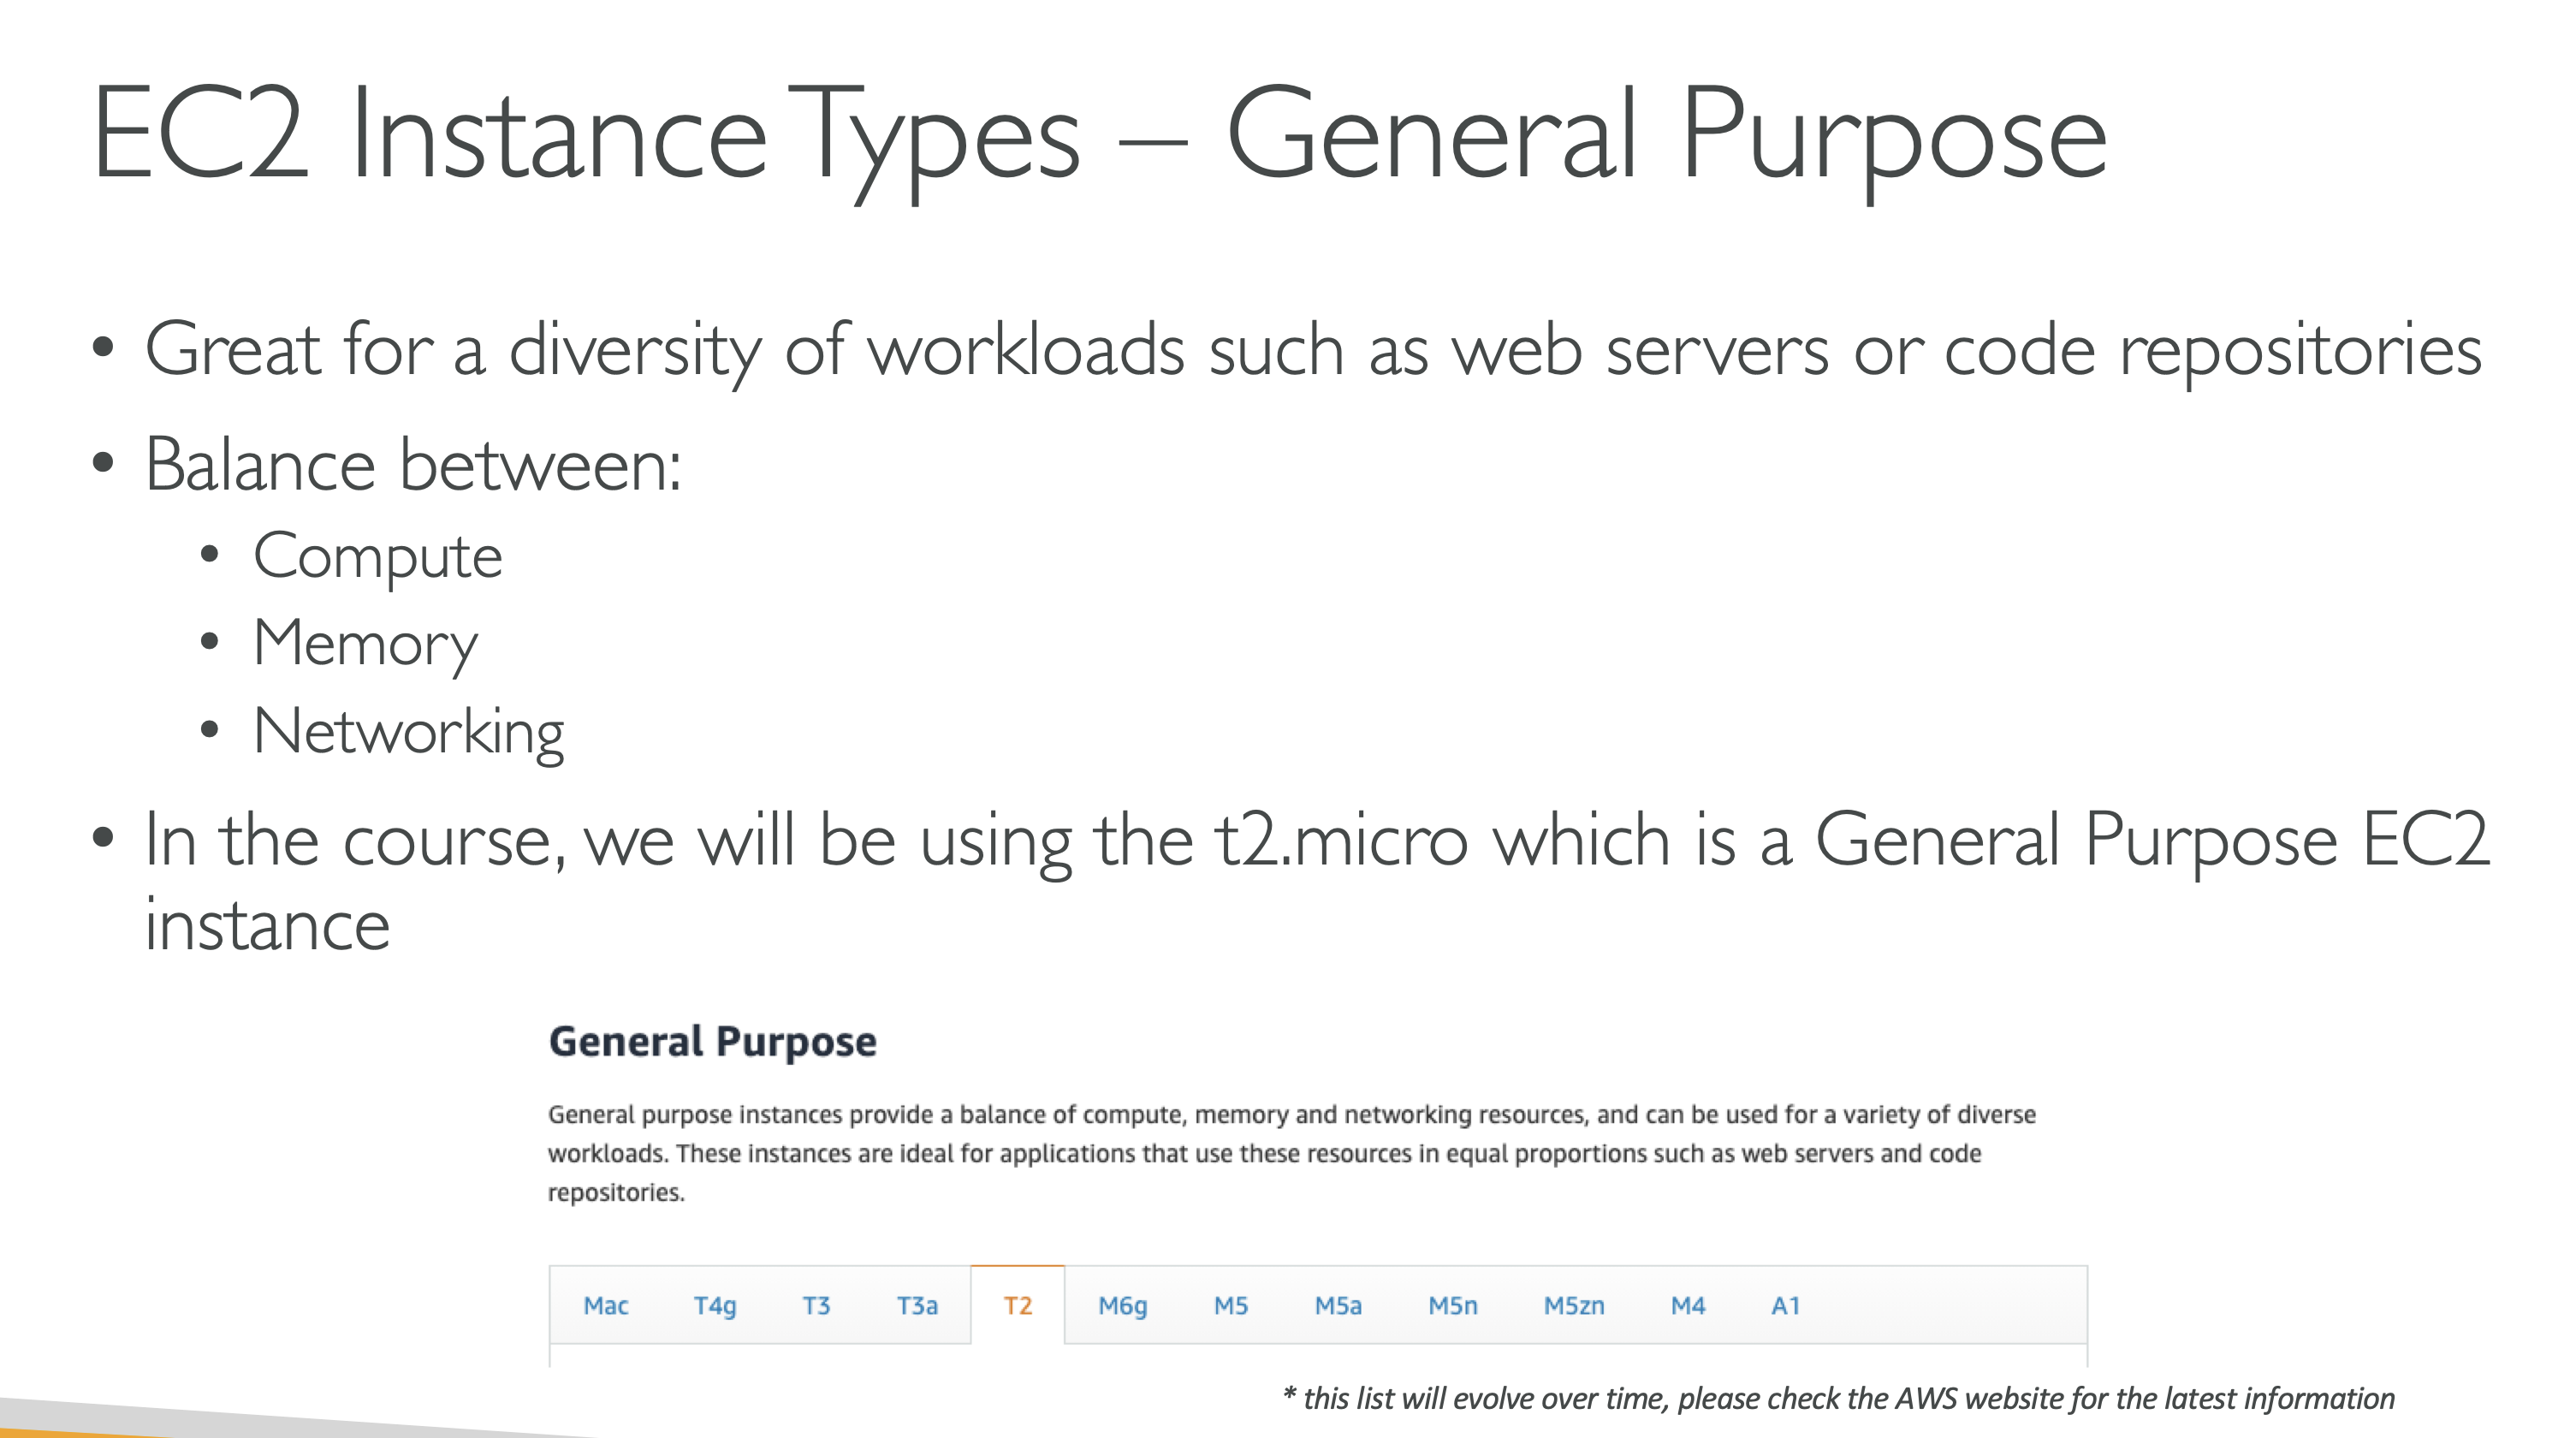 EC2 Instance Types – General Purpose
• Great for a diversity of workloads such as web servers or code repositories
• Balance between:
• Compute
• Memory
• Networking
• In the course, we will be using the t2.micro which is a General Purpose EC2
instance
General Purpose
General purpose instances provide a balance of compute, memory and networking resources, and can be used for a variety of diverse
workloads. These instances are ideal for applications that use these resources in equal proportions such as web servers and code
repositories.
Mac T4g T3 T3a T2 M6g M5 M5a M5n M5zn M4 A1
* this list will evolve over time, please check the AWS website for the latest information